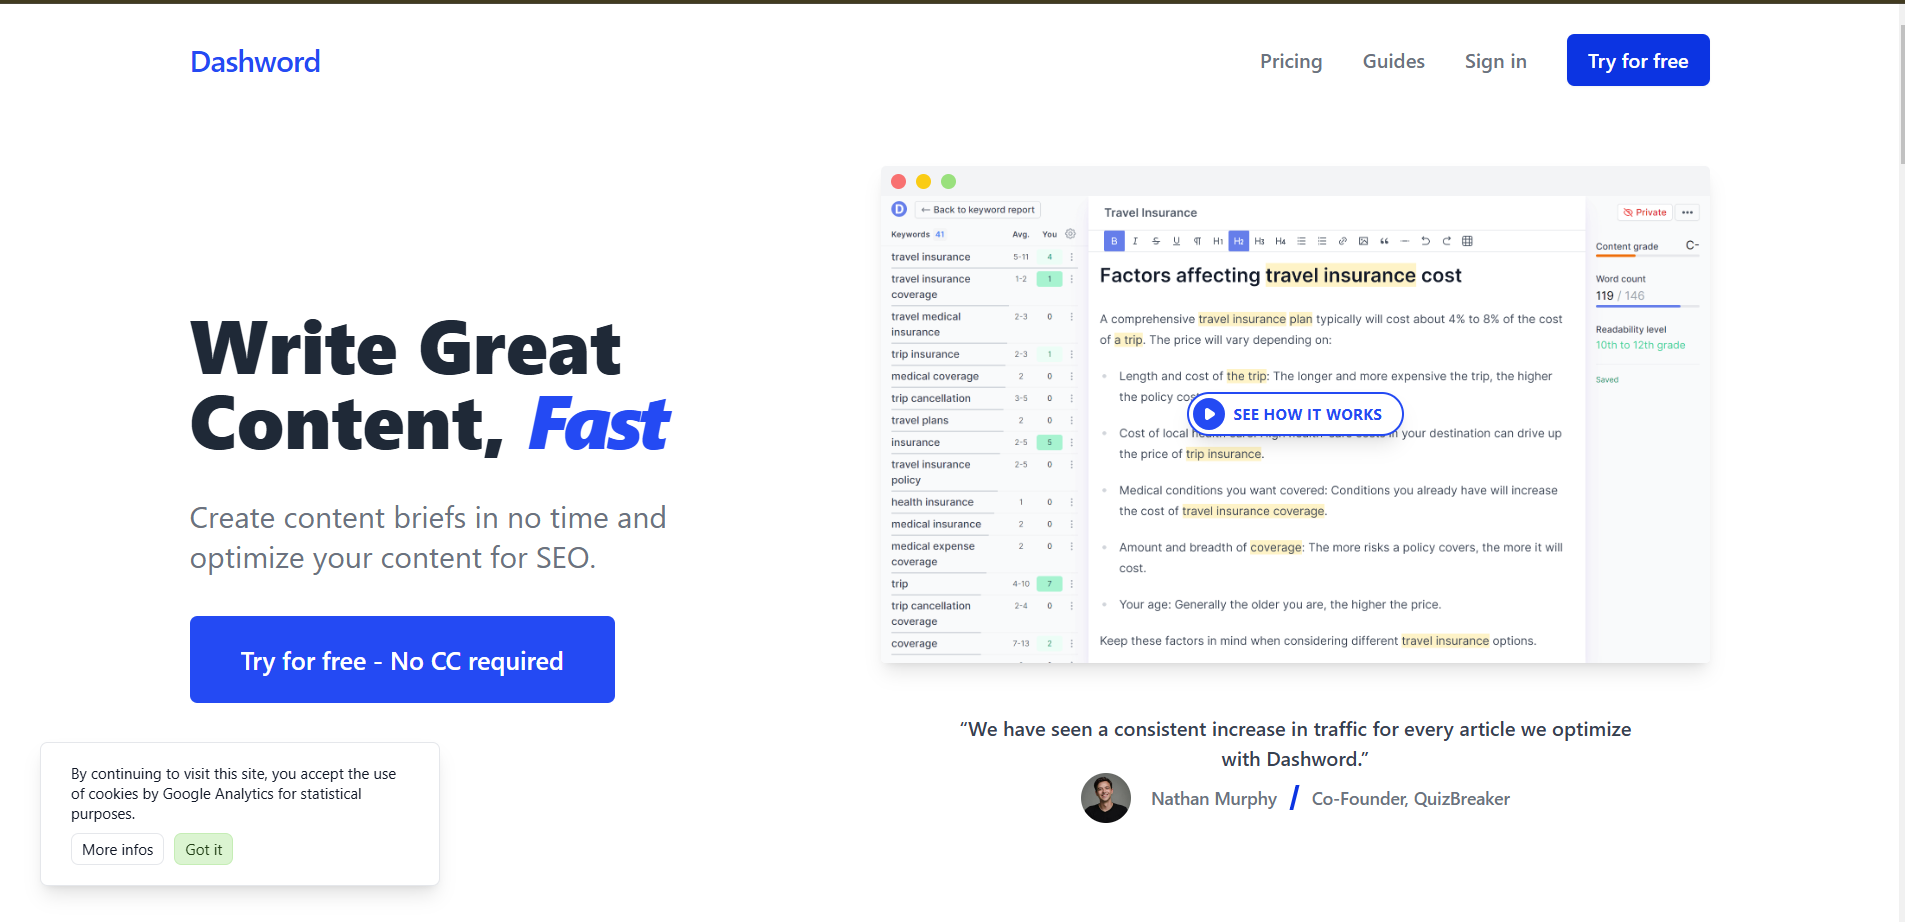 Dashword
Pricing
Guides
Sign in
Try for free
Write Great
Content, Fast
Create content briefs in no time and
optimize your content for SEO.
Try for free - No CC required
D
← Back to keyword report
Keywords 41 Avg. You
travel insurance 5-11 4
travel insurance 1-2 1
coverage
travel medical 2-3 0
insurance
trip insurance 2-3 1
medical coverage 2 0
trip cancellation 3-5 0
travel plans 2 0
insurance 2-5 5
travel insurance 2-5 0
policy
health insurance 1 0
medical insurance 2 0
medical expense 2 0
coverage
trip 4-10 7
trip cancellation 2-4 0
coverage
coverage 7-13 2
Travel Insurance
B I S U ¶ H1 H2 H3 H4
Factors affecting travel insurance cost
A comprehensive travel insurance plan typically will cost about 4% to 8% of the cost
of a trip. The price will vary depending on:
Length and cost of the trip: The longer and more expensive the trip, the higher
the policy cos
SEE HOW IT WORKS
Cost of local health care: High health-care costs in your destination can drive up
the price of trip insurance.
Medical conditions you want covered: Conditions you already have will increase
the cost of travel insurance coverage.
Amount and breadth of coverage: The more risks a policy covers, the more it will
cost.
Your age: Generally the older you are, the higher the price.
Keep these factors in mind when considering different travel insurance options.
Private
Content grade C-
Word count
119 / 146
Readability level
10th to 12th grade
Saved
“We have seen a consistent increase in traffic for every article we optimize
with Dashword.”
Nathan Murphy / Co-Founder, QuizBreaker
By continuing to visit this site, you accept the use
of cookies by Google Analytics for statistical
purposes.
More infos
Got it